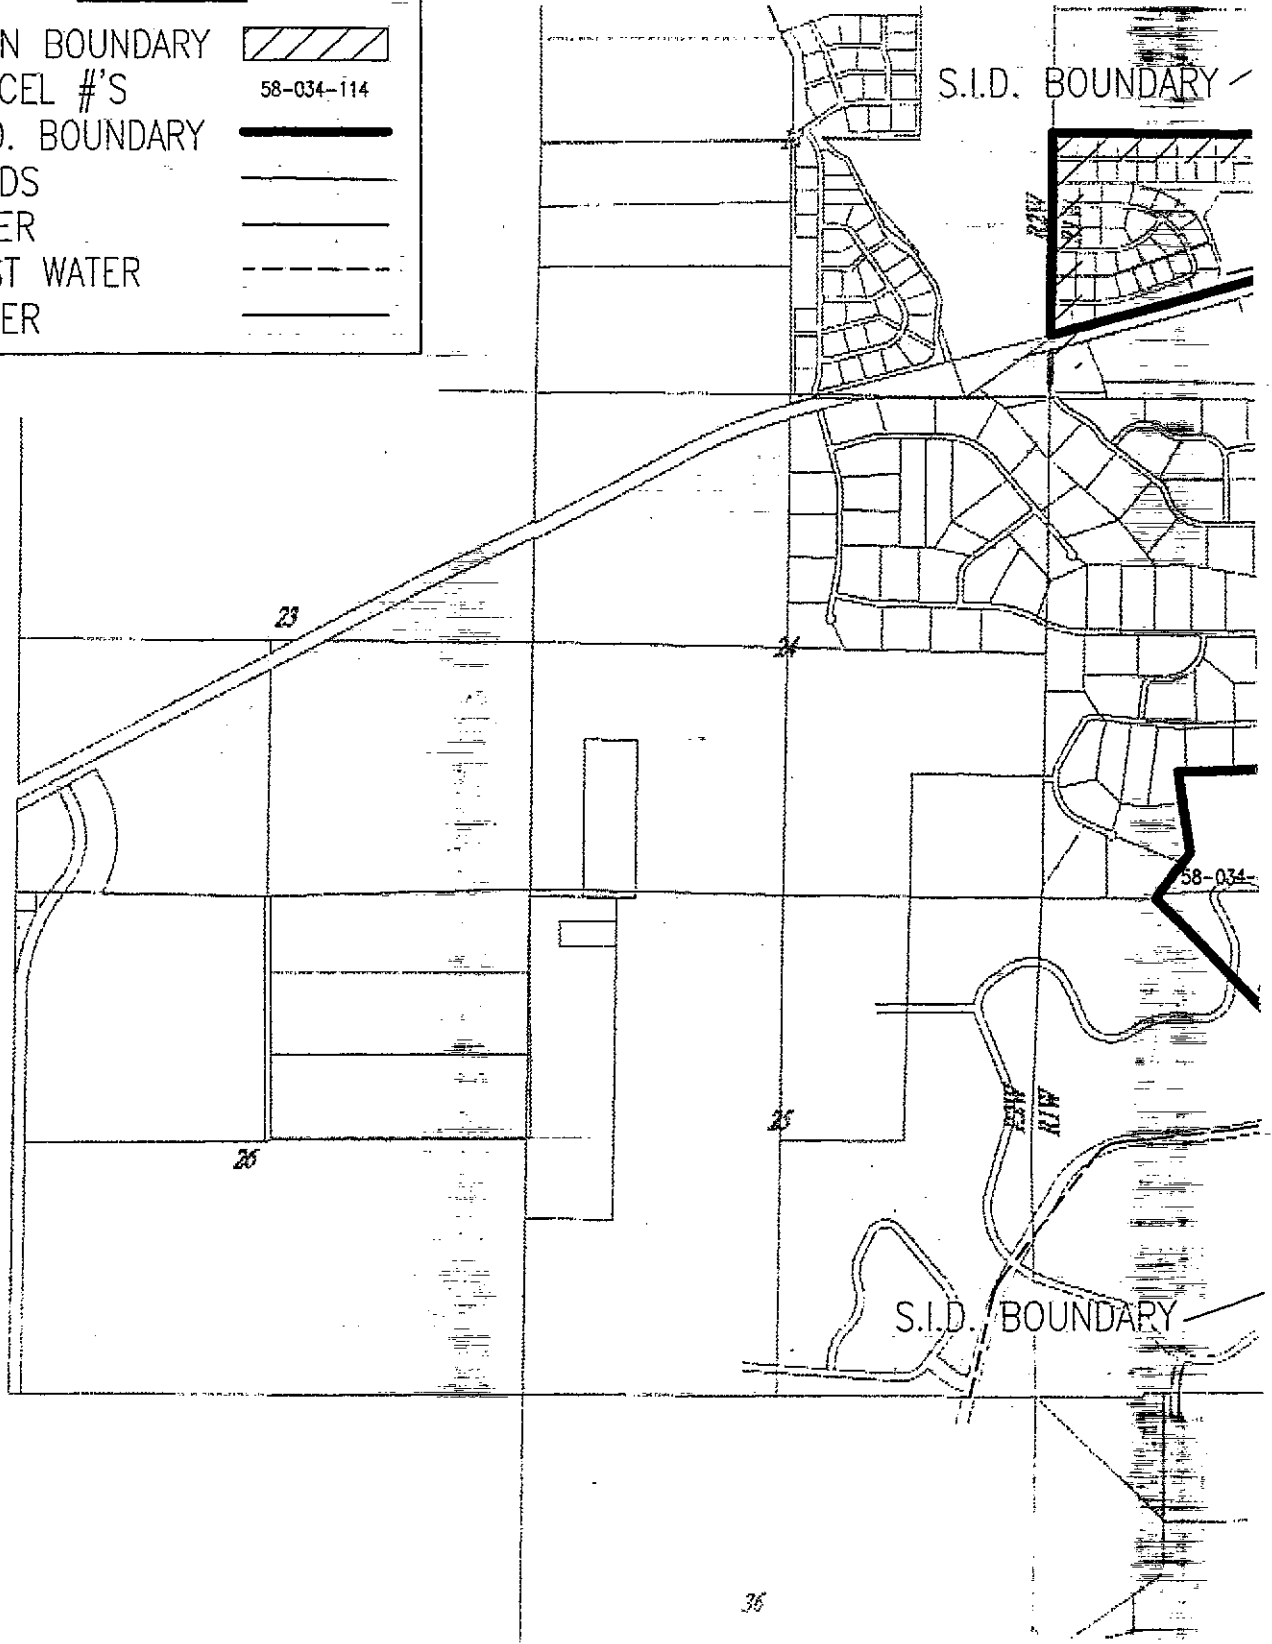 N BOUNDARY
CEL #'S 58-034-114
D. BOUNDARY
DS
ER
ST WATER
ER
S.I.D. BOUNDARY
R2W
23
24
58-034-
25
R1W
26
S.I.D. BOUNDARY
36